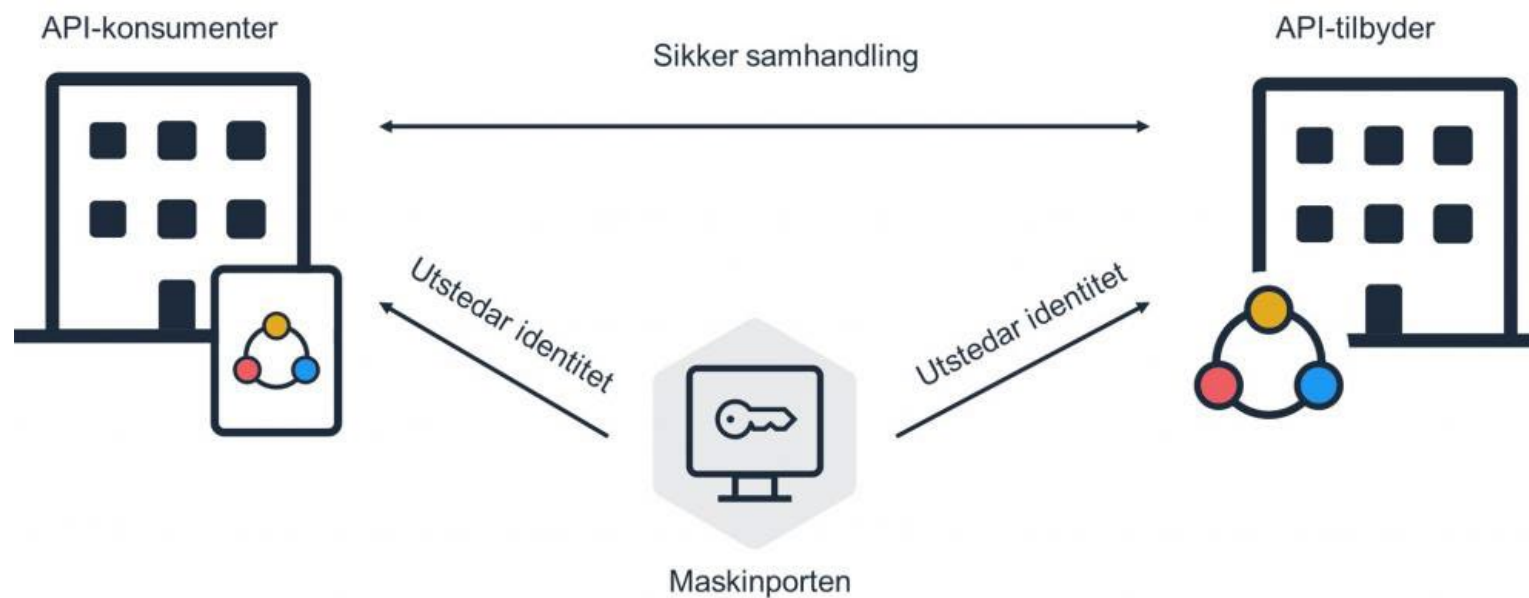 API-konsumenter
API-tilbyder
Sikker samhandling
Utstedar identitet
Utstedar identitet
Maskinporten